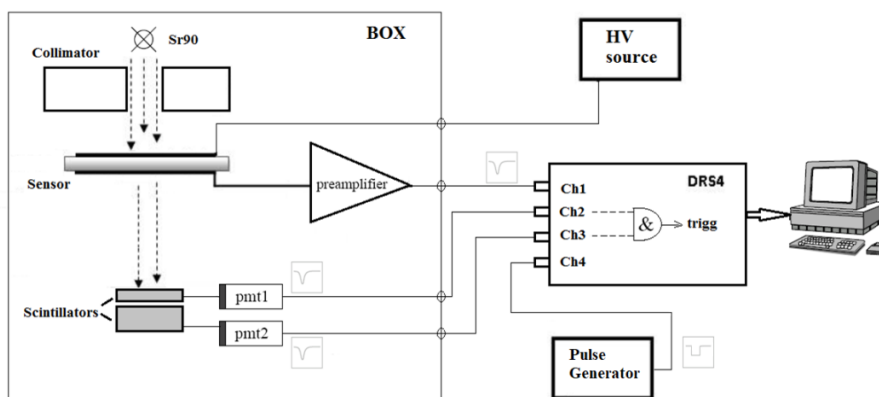 Sr90
BOX
Collimator
HV
source
Sensor
preamplifier
DRS4
Ch1
Ch2
Ch3
Ch4
&
trigg
Scintillators
pmt1
pmt2
Pulse
Generator